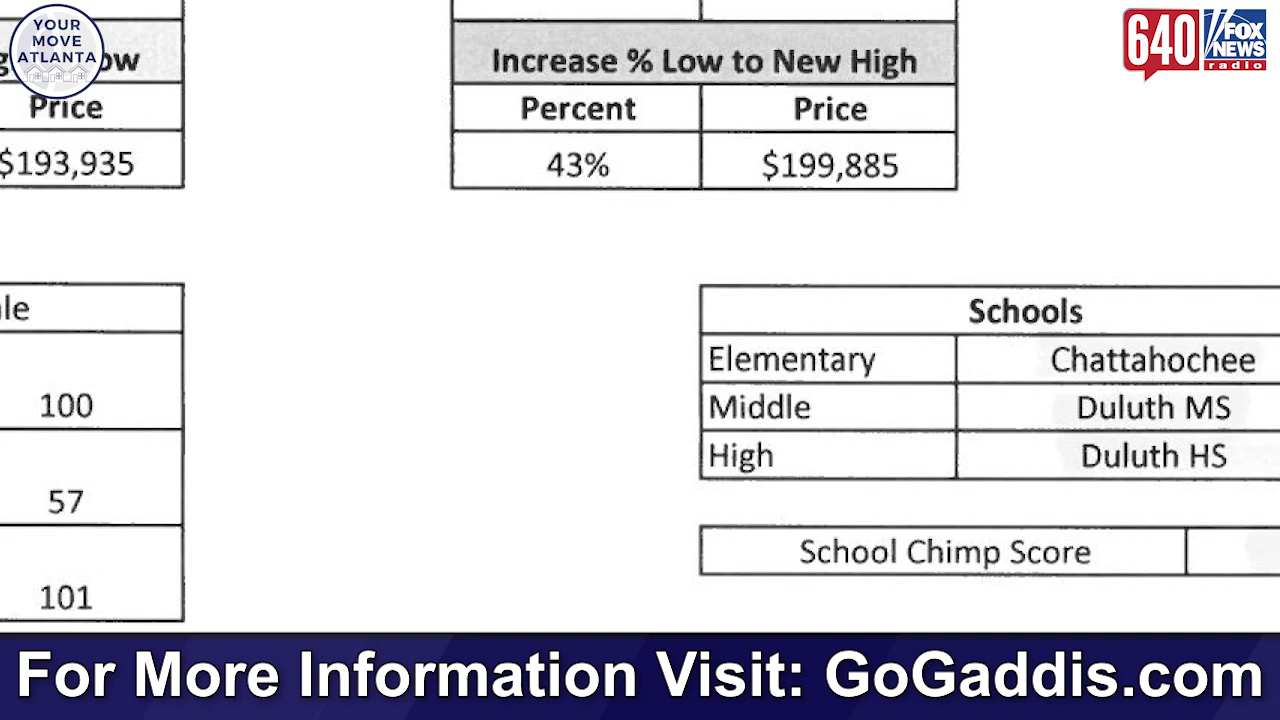 YOUR
MOVE
ATLANTA
640
FOX
NEWS
radio
Increase % Low to New High
Price
Percent
Price
$193,935
43%
$199,885
Schools
Elementary
Chattahochee
100
Middle
Duluth MS
High
Duluth HS
57
School Chimp Score
101
For More Information Visit: GoGaddis.com